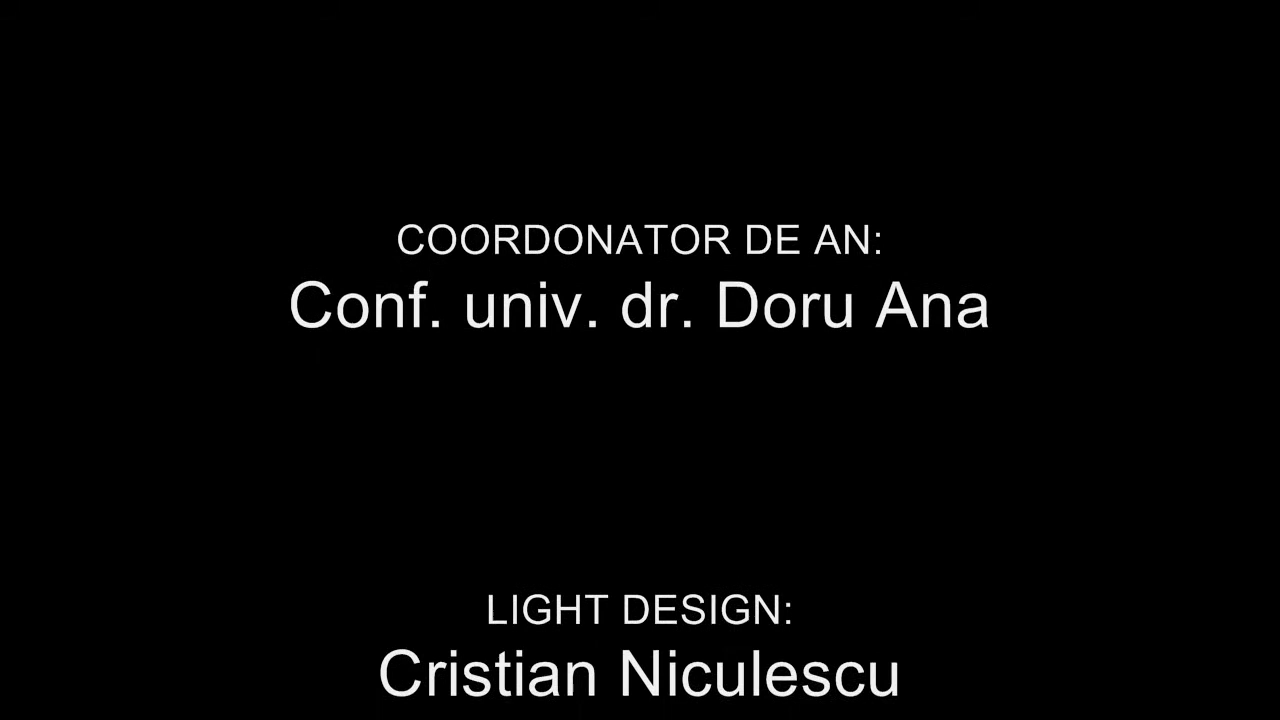 COORDONATOR DE AN:
Conf. univ. dr. Doru Ana
LIGHT DESIGN:
Cristian Niculescu